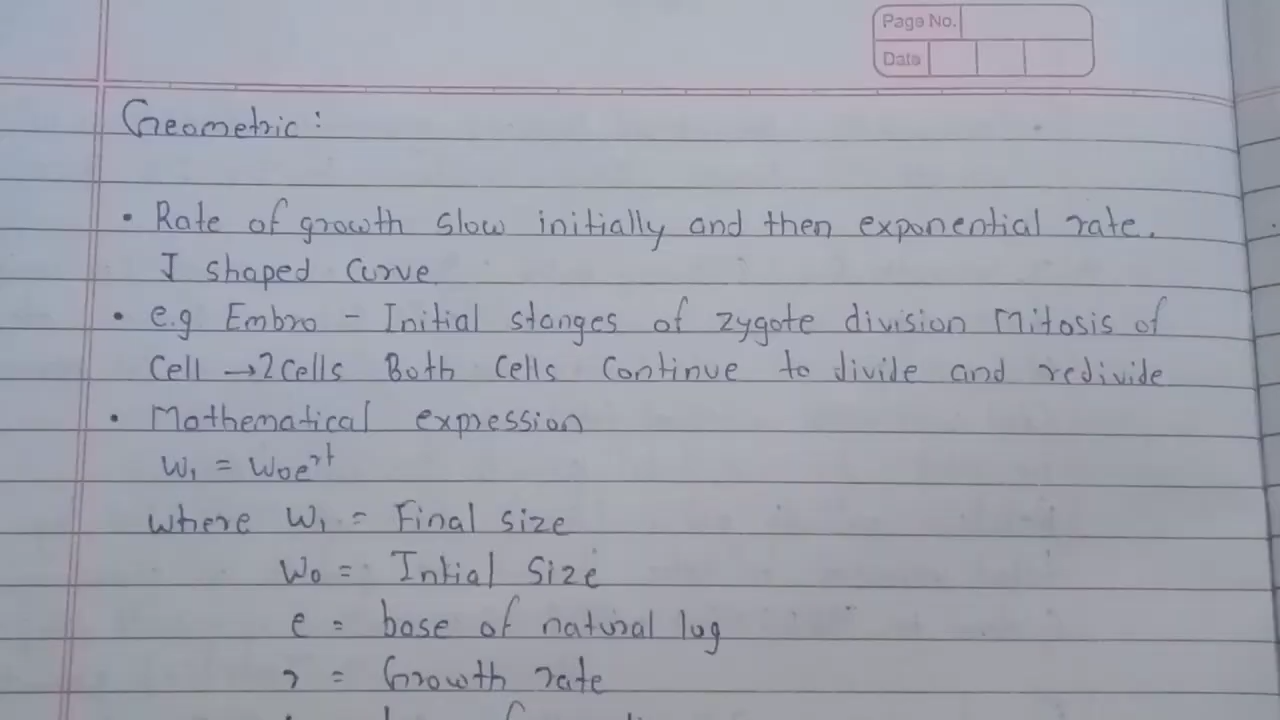 Page No.
Date
Geometric :
• Rate of growth slow initially and then exponential rate.
J shaped curve
• e.g Embro - Initial stanges of zygote division Mitosis of
Cell →2 cells Both cells continue to divide and redivide
• Mathematical expression
W₁ = W₀eʳᵗ
where W₁ = Final size
W₀ = Intial Size
e = base of natural log
r = Growth rate